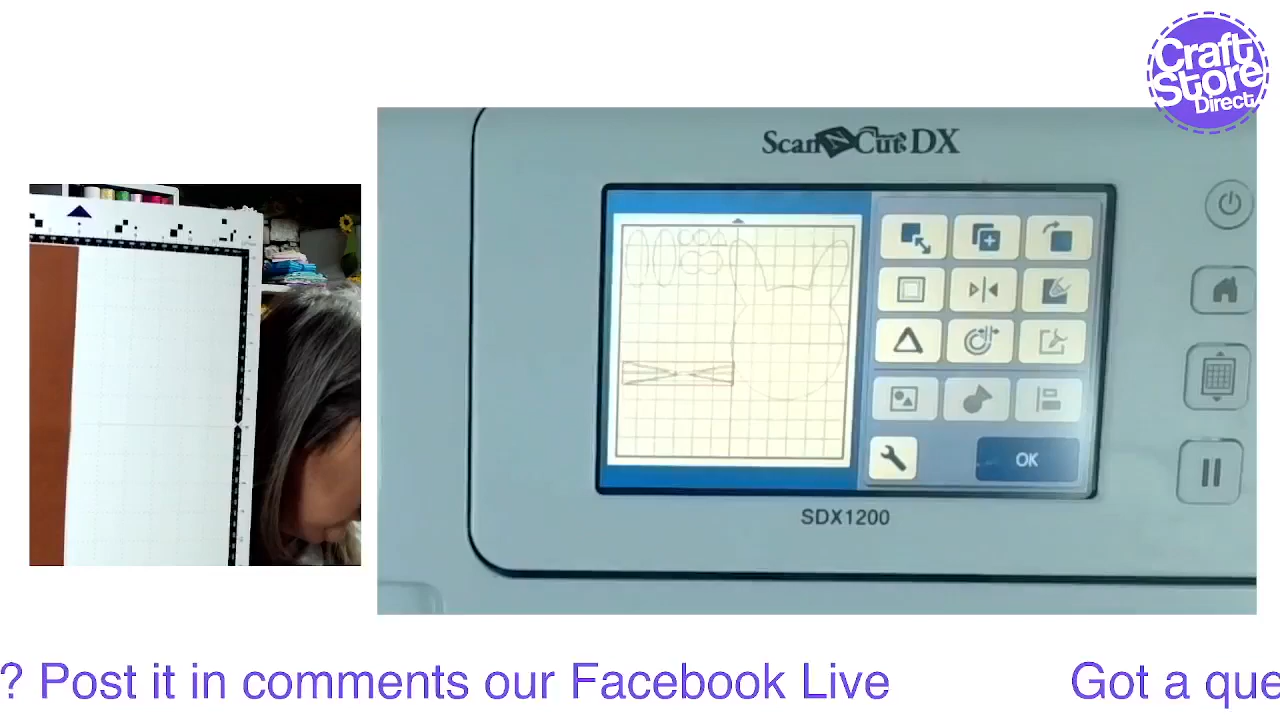 Craft
Store
Direct
ScanNCut DX
OK
SDX1200
? Post it in comments our Facebook Live
Got a que